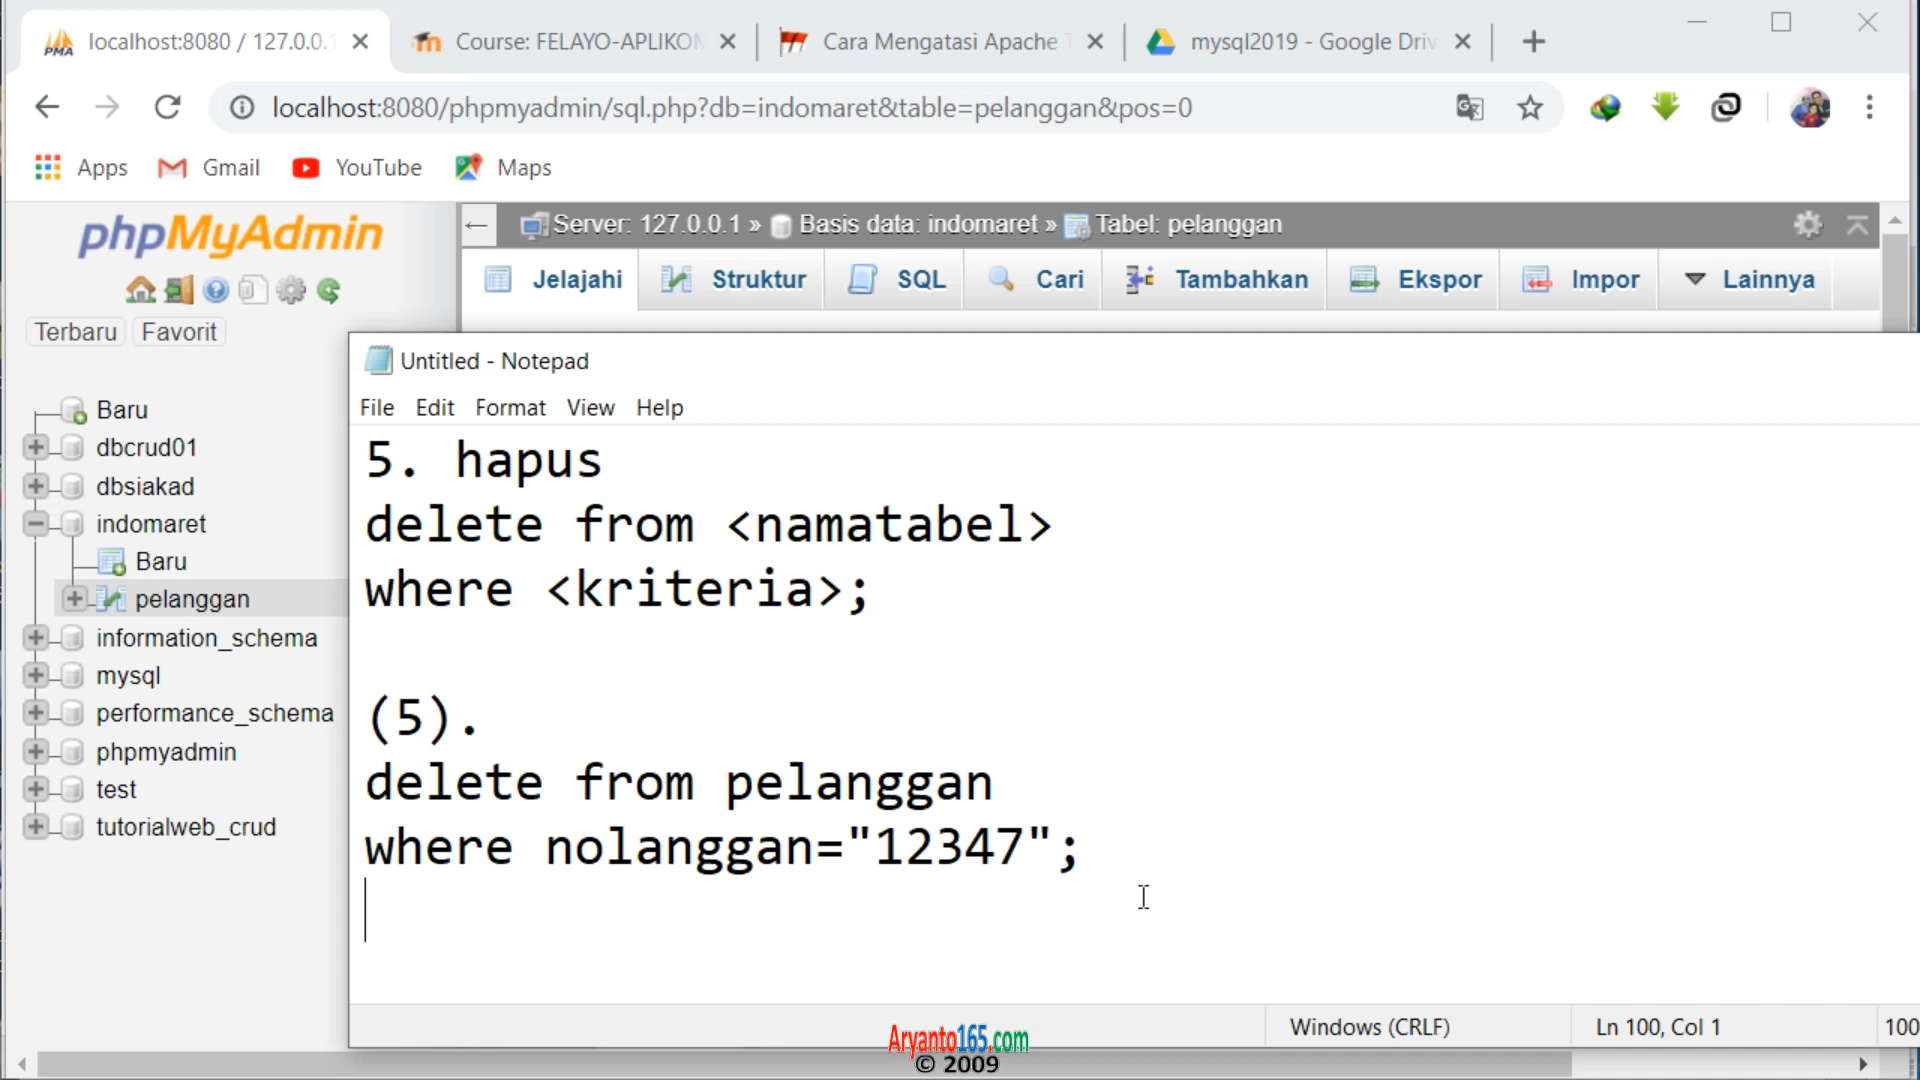 localhost:8080 / 127.0.0.1
Course: FELAYO-APLIKO
Cara Mengatasi Apache
mysql2019 - Google Driv
localhost:8080/phpmyadmin/sql.php?db=indomaret&table=pelanggan&pos=0
Apps
Gmail
YouTube
Maps
phpMyAdmin
Server: 127.0.0.1 » Basis data: indomaret » Tabel: pelanggan
Jelajahi
Struktur
SQL
Cari
Tambahkan
Ekspor
Impor
Lainnya
Terbaru
Favorit
Baru
dbcrud01
dbsiakad
indomaret
Baru
pelanggan
information_schema
mysql
performance_schema
phpmyadmin
test
tutorialweb_crud
Untitled - Notepad
File Edit Format View Help
5. hapus
delete from <namatabel>
where <kriteria>;
(5).
delete from pelanggan
where nolanggan="12347";
Windows (CRLF)
Ln 100, Col 1
100
Aryanto165.com
© 2009